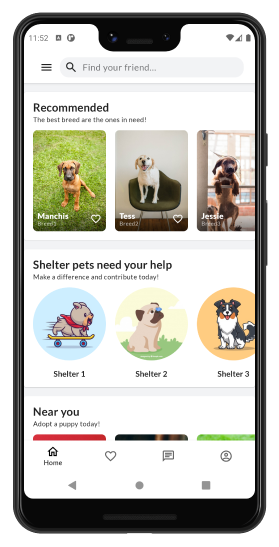 11:52
Find your friend...
Recommended
The best breed are the ones in need!
Manchis
Breed1
Tess
Breed2
Jessie
Breed3
Shelter pets need your help
Make a difference and contribute today!
Shelter 1
Shelter 2
Shelter 3
Near you
Adopt a puppy today!
Home